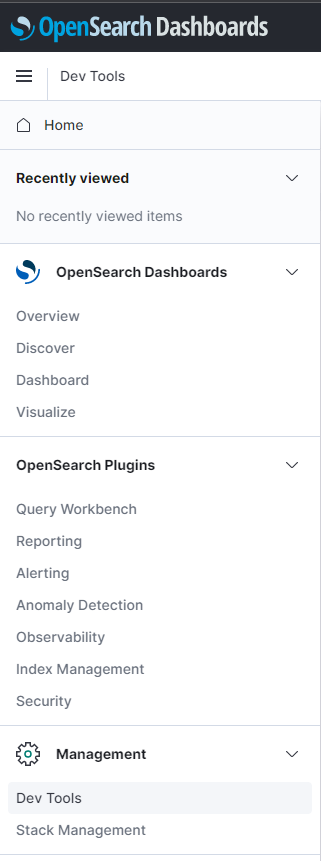 OpenSearch Dashboards
Dev Tools
Home
Recently viewed
No recently viewed items
OpenSearch Dashboards
Overview
Discover
Dashboard
Visualize
OpenSearch Plugins
Query Workbench
Reporting
Alerting
Anomaly Detection
Observability
Index Management
Security
Management
Dev Tools
Stack Management